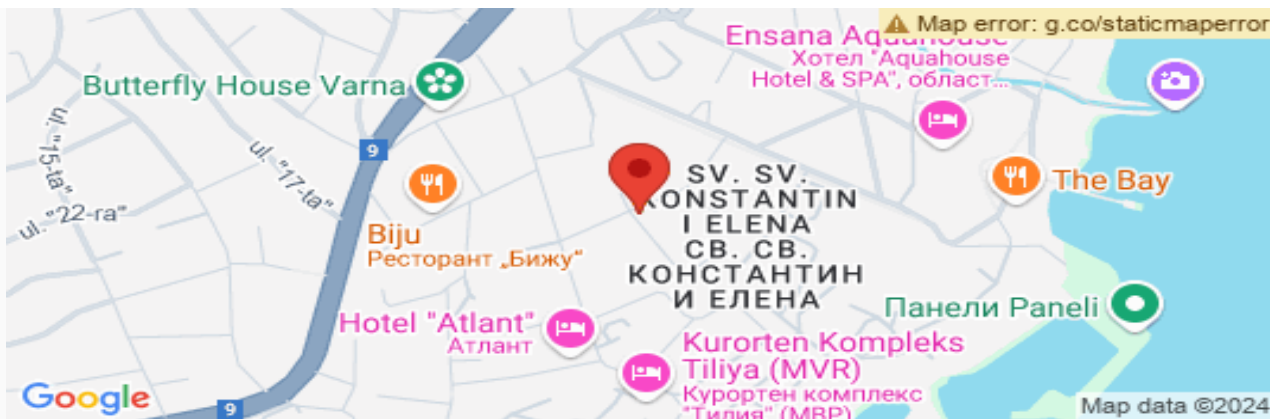 Map error: g.co/staticmaperror
Ensana Aquahouse
Хотел "Aquahouse
Hotel & SPA", област...
Butterfly House Varna
ul. "15-ta"
ul. "17-ta"
9
ul. "22-ra"
SV. SV.
KONSTANTIN
I ELENA
СВ. СВ.
КОНСТАНТИН
И ЕЛЕНА
The Bay
Biju
Ресторант „Бижу“
Панели Paneli
Hotel "Atlant"
Атлант
Kurorten Kompleks
Tiliya (MVR)
Курортен комплекс
"Тилия" (МВР)
Google
9
Map data ©2024